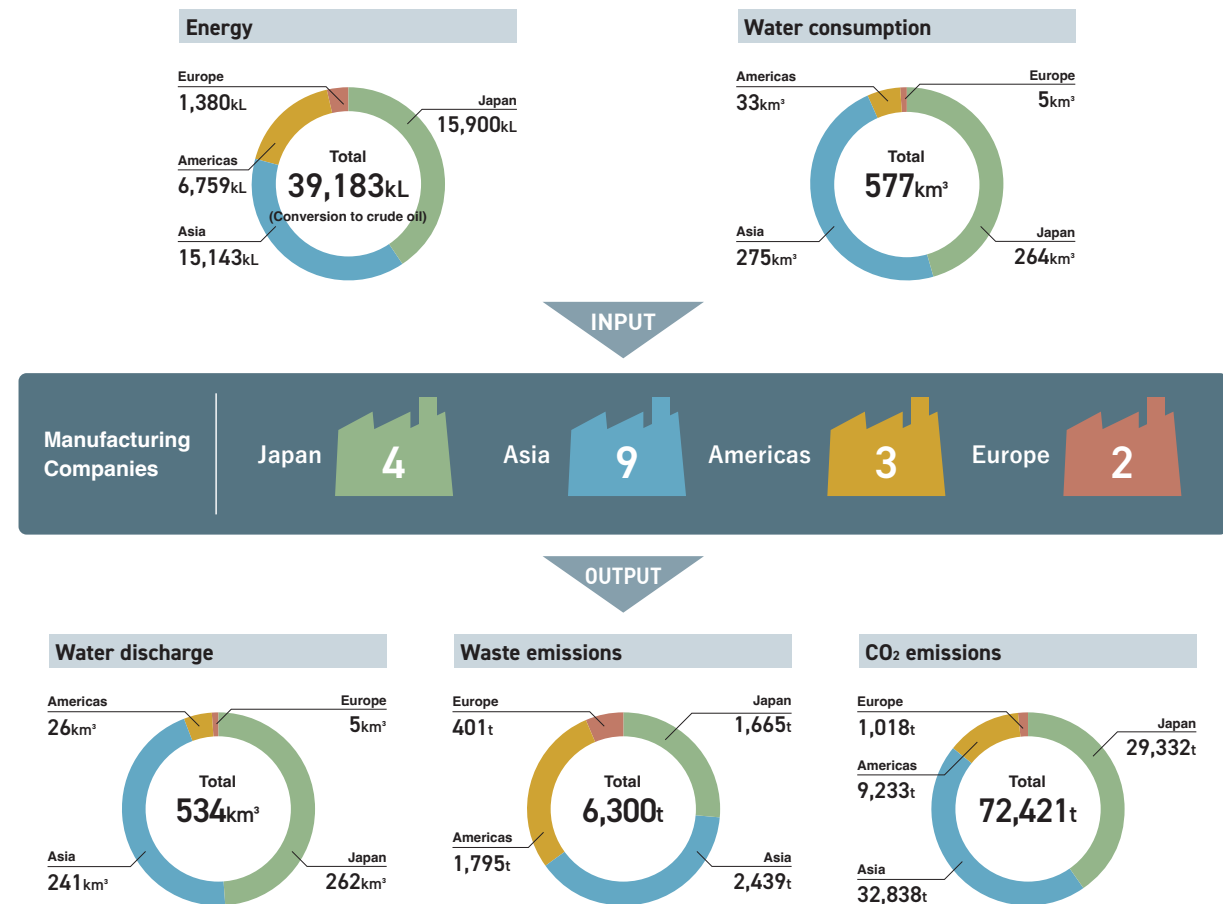 Energy
Europe
1,380kL
Japan
15,900kL
Americas
6,759kL
Asia
15,143kL
Total
39,183kL
(Conversion to crude oil)
Water consumption
Americas
33km³
Europe
5km³
Asia
275km³
Japan
264km³
Total
577km³
INPUT
Manufacturing
Companies
Japan 4
Asia 9
Americas 3
Europe 2
OUTPUT
Water discharge
Americas
26km³
Europe
5km³
Total
534km³
Asia
241km³
Japan
262km³
Waste emissions
Europe
401t
Japan
1,665t
Total
6,300t
Americas
1,795t
Asia
2,439t
CO₂ emissions
Europe
1,018t
Japan
29,332t
Americas
9,233t
Total
72,421t
Asia
32,838t